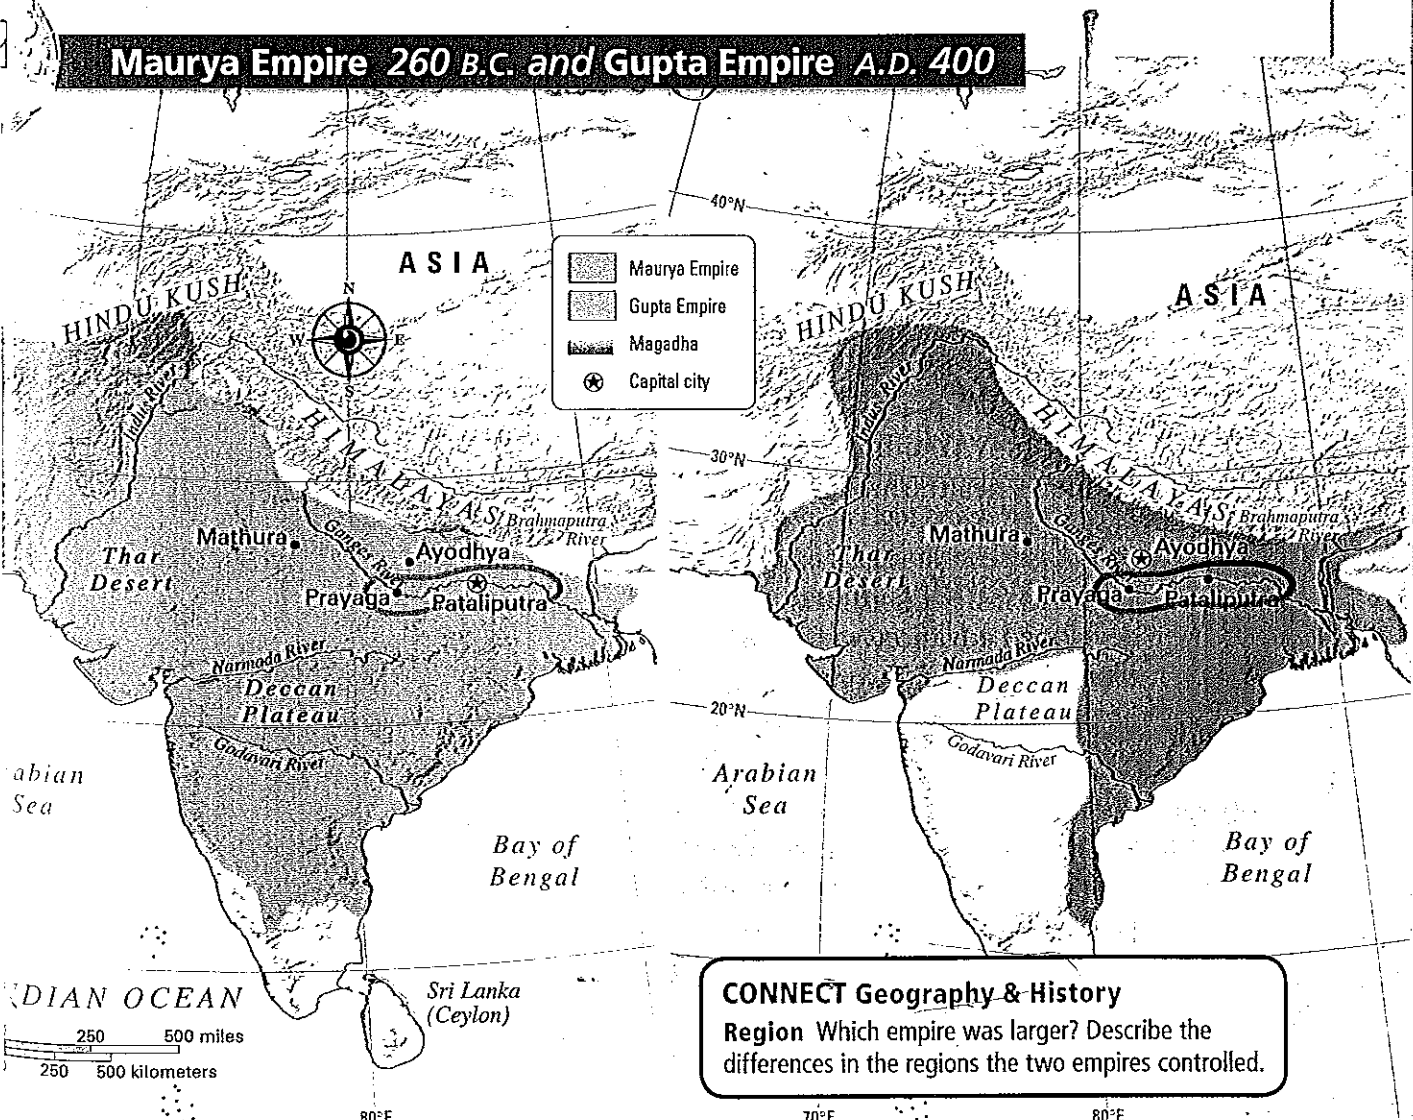 Maurya Empire 260 B.C. and Gupta Empire A.D. 400
40°N
ASIA
HINDU KUSH
N
W E
S
Maurya Empire
Gupta Empire
Magadha
Capital city
HINDU KUSH
ASIA
Indus River
HIMALAYAS
30°N
Indus River
HIMALAYAS
Brahmaputra
River
Mathura
Ganges River
Ayodhya
Thar
Desert
Prayaga
Pataliputra
Brahmaputra
River
Mathura
Ganges
Ayodhya
Thar
Desert
Prayaga
Pataliputra
Narmada River
Deccan
Plateau
Godavari River
Narmada River
Deccan
Plateau
20°N
Godavari River
abian
Sea
Bay of
Bengal
Arabian
Sea
Bay of
Bengal
DIAN OCEAN
Sri Lanka
(Ceylon)
250 500 miles
250 500 kilometers
80°E
CONNECT Geography & History
Region Which empire was larger? Describe the
differences in the regions the two empires controlled.
70°E
80°E